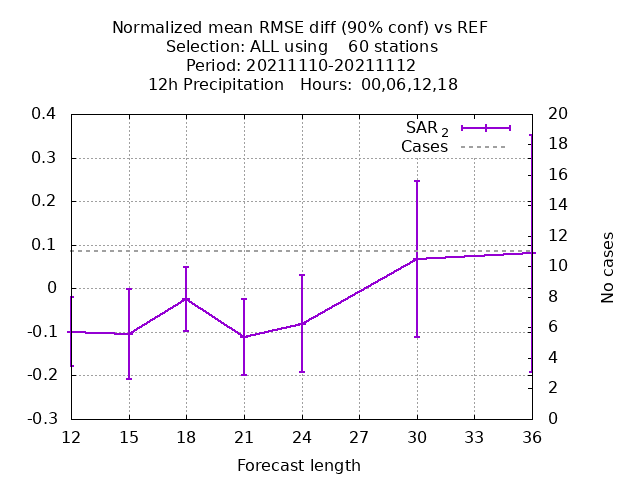 Normalized mean RMSE diff (90% conf) vs REF
Selection: ALL using 60 stations
Period: 20211110-20211112
12h Precipitation Hours: 00,06,12,18
SAR 2
Cases
0.4
0.3
0.2
0.1
0
-0.1
-0.2
-0.3
20
18
16
14
12
10
8
6
4
2
0
No cases
12 15 18 21 24 27 30 33 36
Forecast length